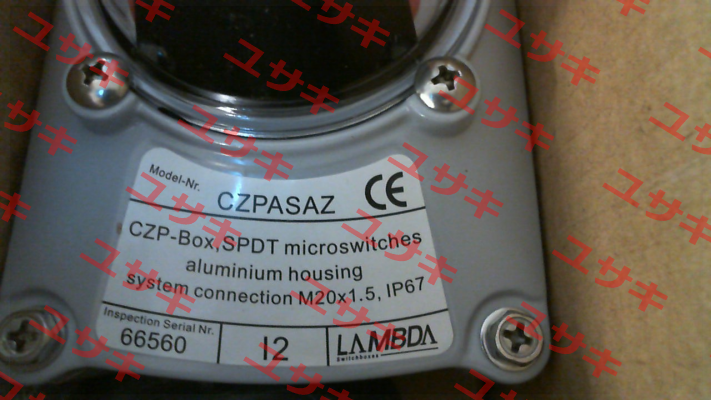 Model-Nr. CZPASAZ CE
CZP-Box, SPDT microswitches
aluminium housing
system connection M20x1.5, IP67
Inspection Serial Nr.
66560
I2
LAMBDA
Switchboxes
ユサキ